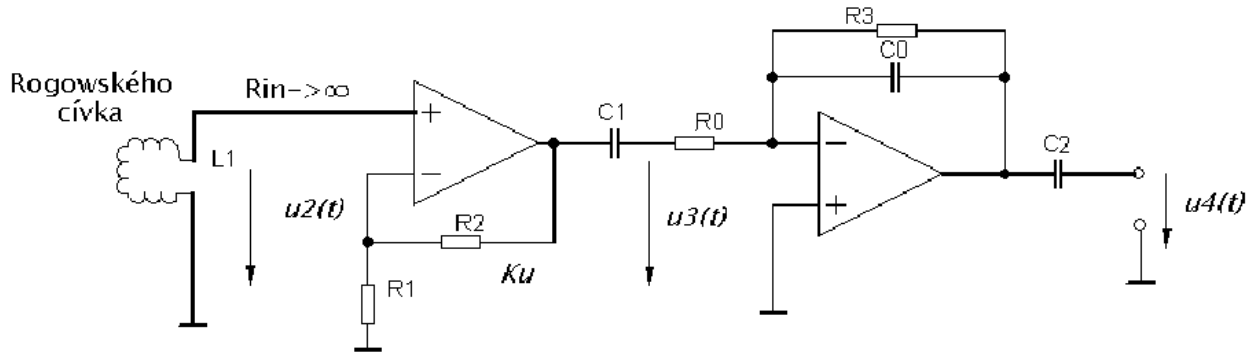 Rogowského
cívka
L1
Rin->∞
u2(t)
+
−
R2
R1
Ku
C1
R0
u3(t)
R3
C0
−
+
C2
u4(t)